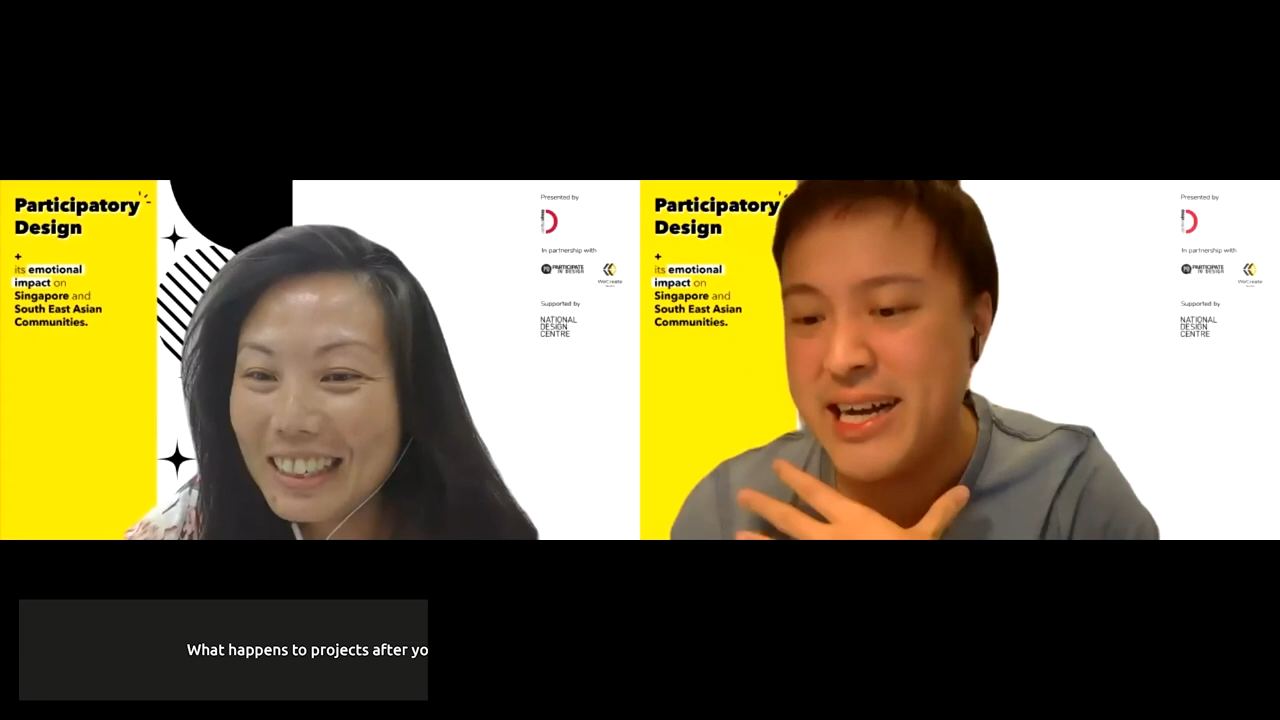 Participatory
Design
+
its emotional
impact on
Singapore and
South East Asian
Communities.
Presented by
In partnership with
PARTICIPATE
IN DESIGN
WeCreate
Supported by
NATIONAL
DESIGN
CENTRE
Participatory
Design
+
its emotional
impact on
Singapore and
South East Asian
Communities.
Presented by
In partnership with
PARTICIPATE
IN DESIGN
WeCreate
Supported by
NATIONAL
DESIGN
CENTRE
What happens to projects after yo